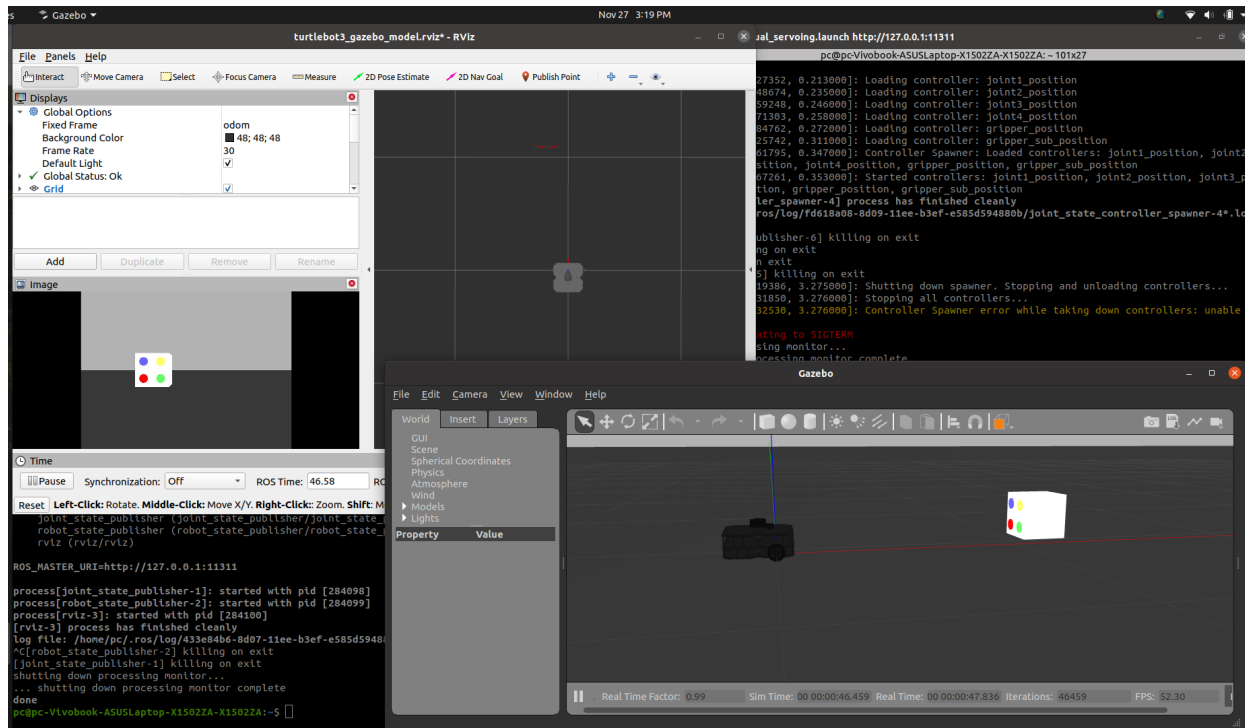 es Gazebo Nov 27 3:19 PM
turtlebot3_gazebo_model.rviz* - RViz
File Panels Help
Interact Move Camera Select Focus Camera Measure 2D Pose Estimate 2D Nav Goal Publish Point
Displays
Global Options
Fixed Frame odom
Background Color 48; 48; 48
Frame Rate 30
Default Light
Global Status: Ok
Grid
Add Duplicate Remove Rename
Image
Time
Pause Synchronization: Off ROS Time: 46.58
Reset Left-Click: Rotate. Middle-Click: Move X/Y. Right-Click:: Zoom. Shift: M
ual_servoing.launch http://127.0.0.1:11311
pc@pc-Vivobook-ASUSLaptop-X1502ZA-X1502ZA: ~ 101x27
27352, 0.213000]: Loading controller: joint1_position
48674, 0.235000]: Loading controller: joint2_position
59248, 0.246000]: Loading controller: joint3_position
71303, 0.258000]: Loading controller: joint4_position
84762, 0.272000]: Loading controller: gripper_position
25742, 0.311000]: Loading controller: gripper_sub_position
61795, 0.347000]: Controller Spawner: Loaded controllers: joint1_position, joint2
sition, joint4_position, gripper_position, gripper_sub_position
67261, 0.353000]: Started controllers: joint1_position, joint2_position, joint3_p
tion, gripper_position, gripper_sub_position
ler_spawner-4] process has finished cleanly
ros/log/fd618a08-8d09-11ee-b3ef-e585d594880b/joint_state_controller_spawner-4*.lo
ublisher-6] killing on exit
ng on exit
n exit
5] killing on exit
19386, 3.275000]: Shutting down spawner. Stopping and unloading controllers...
31850, 3.276000]: Stopping all controllers...
32530, 3.276000]: Controller Spawner error while taking down controllers: unable
ating to SIGTERM
sing monitor...
ocessing monitor complete
Gazebo
File Edit Camera View Window Help
World Insert Layers
GUI
Scene
Spherical Coordinates
Physics
Atmosphere
Wind
Models
Lights
Property Value
Real Time Factor: 0.99 Sim Time: 00 00:00:46.459 Real Time: 00 00:00:47.836 Iterations: 46459 FPS: 52.30
joint_state_publisher (joint_state_publisher/joint_state_p
robot_state_publisher (robot_state_publisher/robot_state_p
rviz (rviz/rviz)
ROS_MASTER_URI=http://127.0.0.1:11311
process[joint_state_publisher-1]: started with pid [284098]
process[robot_state_publisher-2]: started with pid [284099]
process[rviz-3]: started with pid [284100]
[rviz-3] process has finished cleanly
log file: /home/pc/.ros/log/433e84b6-8d07-11ee-b3ef-e585d59488
^C[robot_state_publisher-2] killing on exit
[joint_state_publisher-1] killing on exit
shutting down processing monitor...
... shutting down processing monitor complete
done
pc@pc-Vivobook-ASUSLaptop-X1502ZA-X1502ZA:~$